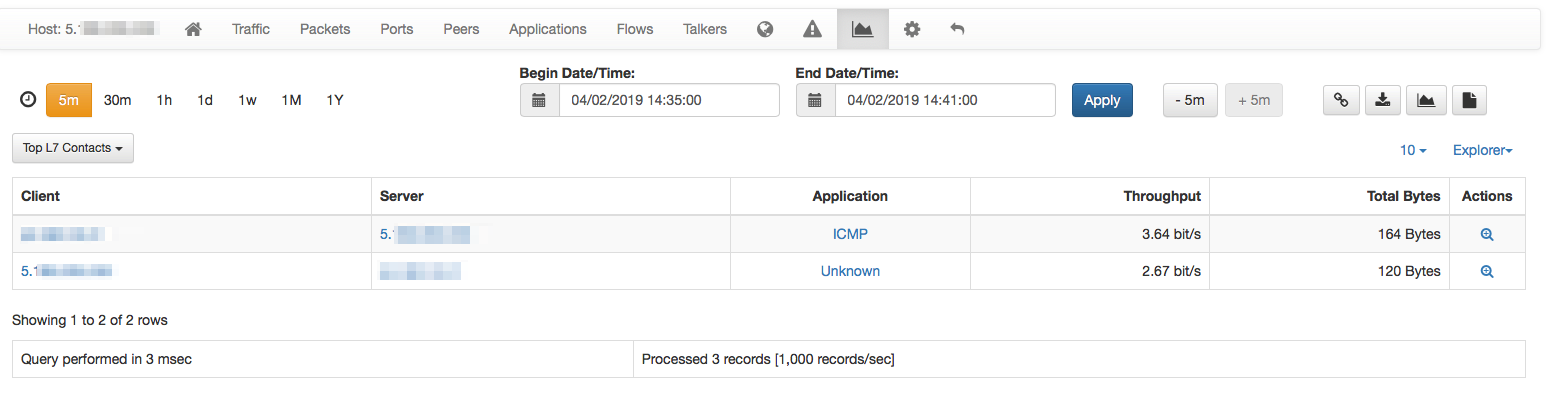 Host: 5.1 Traffic Packets Ports Peers Applications Flows Talkers
Begin Date/Time: End Date/Time:
5m 30m 1h 1d 1w 1M 1Y 04/02/2019 14:35:00 04/02/2019 14:41:00 Apply - 5m + 5m
Top L7 Contacts 10 Explorer
Client Server Application Throughput Total Bytes Actions
5. ICMP 3.64 bit/s 164 Bytes
5.1 Unknown 2.67 bit/s 120 Bytes
Showing 1 to 2 of 2 rows
Query performed in 3 msec Processed 3 records [1,000 records/sec]